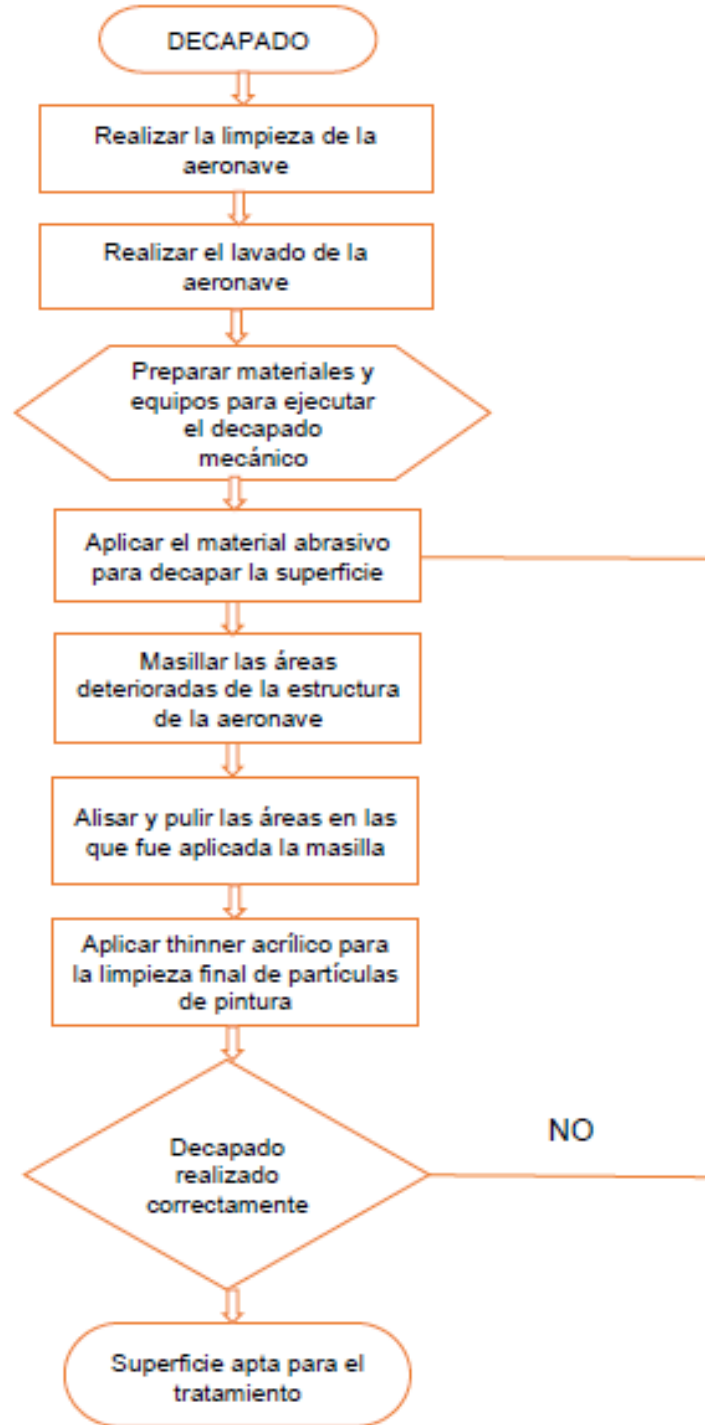 DECAPADO
Realizar la limpieza de la
aeronave
Realizar el lavado de la
aeronave
Preparar materiales y
equipos para ejecutar
el decapado
mecánico
Aplicar el material abrasivo
para decapar la superficie
Masillar las áreas
deterioradas de la estructura
de la aeronave
Alisar y pulir las áreas en las
que fue aplicada la masilla
Aplicar thinner acrílico para
la limpieza final de partículas
de pintura
Decapado
realizado
correctamente
NO
Superficie apta para el
tratamiento